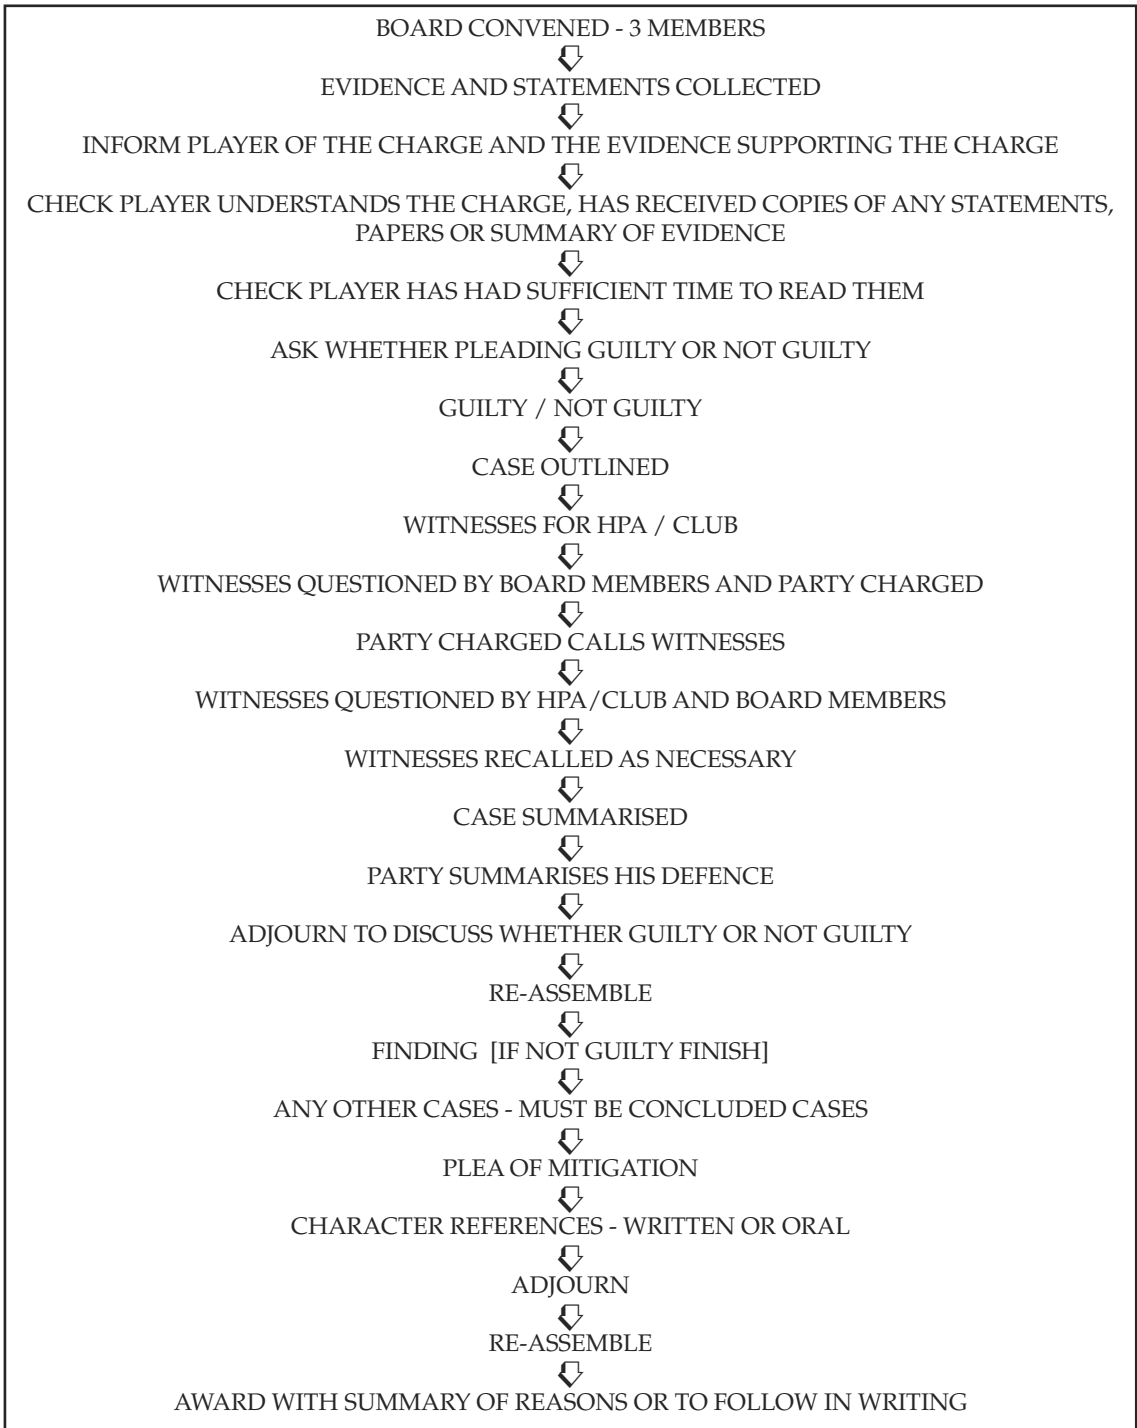 BOARD CONVENED - 3 MEMBERS
EVIDENCE AND STATEMENTS COLLECTED
INFORM PLAYER OF THE CHARGE AND THE EVIDENCE SUPPORTING THE CHARGE
CHECK PLAYER UNDERSTANDS THE CHARGE, HAS RECEIVED COPIES OF ANY STATEMENTS,
PAPERS OR SUMMARY OF EVIDENCE
CHECK PLAYER HAS HAD SUFFICIENT TIME TO READ THEM
ASK WHETHER PLEADING GUILTY OR NOT GUILTY
GUILTY / NOT GUILTY
CASE OUTLINED
WITNESSES FOR HPA / CLUB
WITNESSES QUESTIONED BY BOARD MEMBERS AND PARTY CHARGED
PARTY CHARGED CALLS WITNESSES
WITNESSES QUESTIONED BY HPA/CLUB AND BOARD MEMBERS
WITNESSES RECALLED AS NECESSARY
CASE SUMMARISED
PARTY SUMMARISES HIS DEFENCE
ADJOURN TO DISCUSS WHETHER GUILTY OR NOT GUILTY
RE-ASSEMBLE
FINDING [IF NOT GUILTY FINISH]
ANY OTHER CASES - MUST BE CONCLUDED CASES
PLEA OF MITIGATION
CHARACTER REFERENCES - WRITTEN OR ORAL
ADJOURN
RE-ASSEMBLE
AWARD WITH SUMMARY OF REASONS OR TO FOLLOW IN WRITING